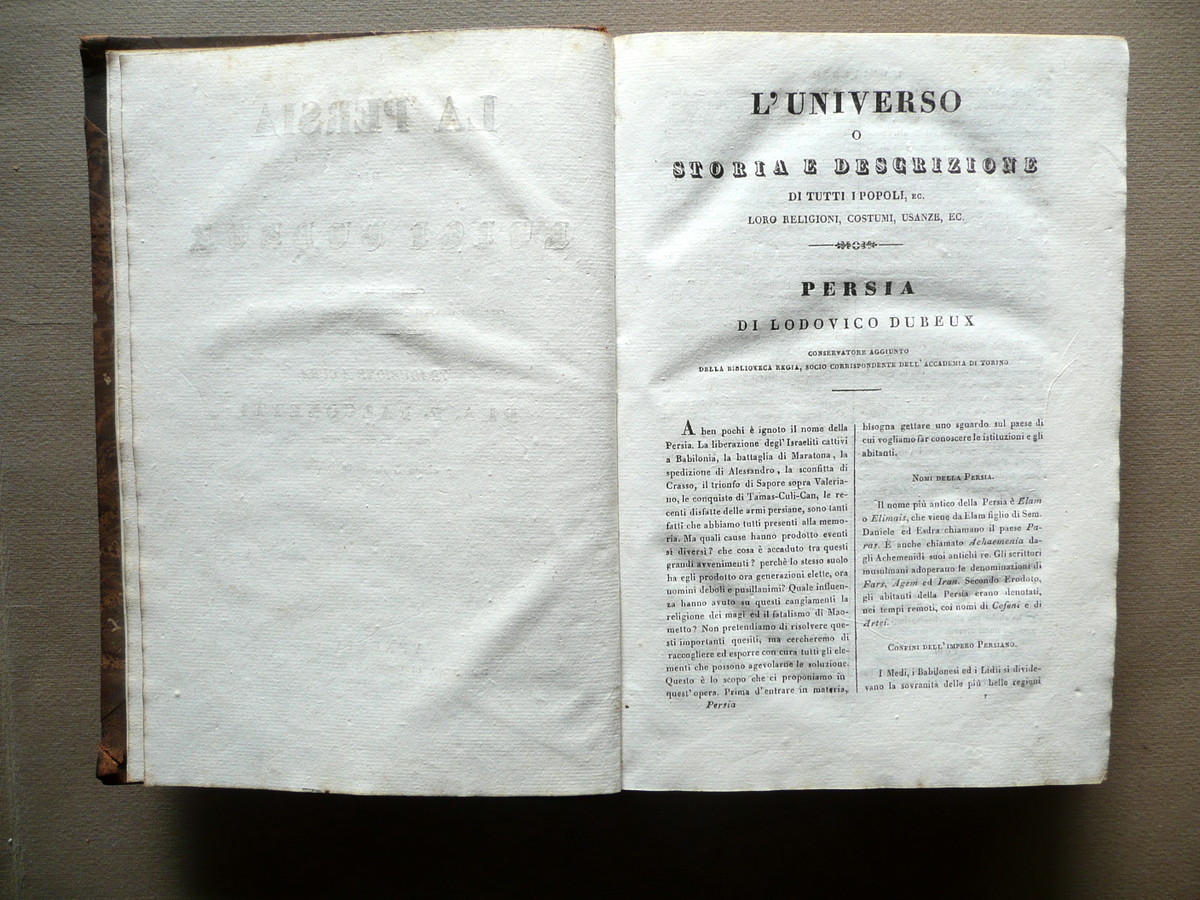 L'UNIVERSO
O
STORIA E DESCRIZIONE
DI TUTTI I POPOLI, EC.
LORO RELIGIONI, COSTUMI, USANZE, EC.
PERSIA
DI LODOVICO DUBEUX
CONSERVATORE AGGIUNTO
DELLA BIBLIOTECA REGIA, SOCIO CORRISPONDENTE DELL'ACCADEMIA DI TORINO
A ben pochi è ignoto il nome della
Persia. La liberazione degl'Israeliti cattivi
a Babilonia, la battaglia di Maratona, la
spedizione di Alessandro, la sconfitta di
Crasso, il trionfo di Sapore sopra Valeria-
no, le conquiste di Tamas-Culi-Can, le re-
centi disfatte delle armi persiane, sono tanti
fatti che abbiamo tutti presenti alla memo-
ria. Ma quali cause hanno prodotto eventi
sì diversi? che cosa è accaduto tra questi
grandi avvenimenti? perchè lo stesso suolo
ha egli prodotto ora generazioni elette, ora
uomini deboli e pusillanimi? Quale influen-
za hanno avuto su questi cangiamenti la
religione dei magi ed il fatalismo di Mao-
metto? Non pretendiamo di risolvere que-
sti importanti quesiti, ma cercheremo di
raccogliere ed esporre con cura tutti gli ele-
menti che possono agevolarne le soluzione.
Questo è lo scopo che ci proponiamo in
quest'opera. Prima d'entrare in materia,
Persia
bisogna gettare uno sguardo sul paese di
cui vogliamo far conoscere le istituzioni e gli
abitanti.
NOMI DELLA PERSIA.
Il nome più antico della Persia è Elam
o Elimais, che viene da Elam figlio di Sem.
Daniele ed Esdra chiamano il paese Pa-
ras. È anche chiamato Achaemenia da-
gli Achemenidi suoi antichi re. Gli scrittori
musulmani adoperano le denominazioni di
Fars, Agem ed Iran. Secondo Erodoto,
gli abitanti della Persia erano denotati,
nei tempi remoti, coi nomi di Cefeni e di
Artei.
CONFINI DELL'IMPERO PERSIANO.
I Medi, i Babilonesi ed i Lidii si divide-
vano la sovranità delle più belle regioni
1